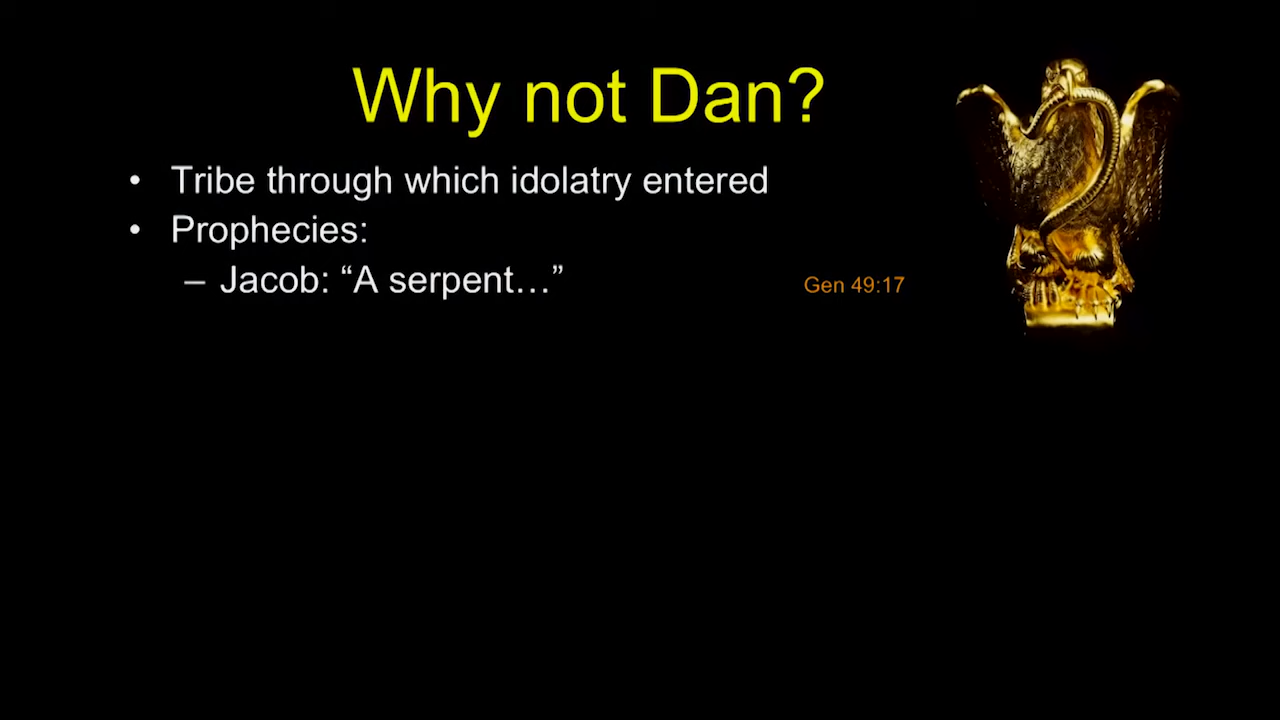 Why not Dan?
• Tribe through which idolatry entered
• Prophecies:
– Jacob: “A serpent…” Gen 49:17